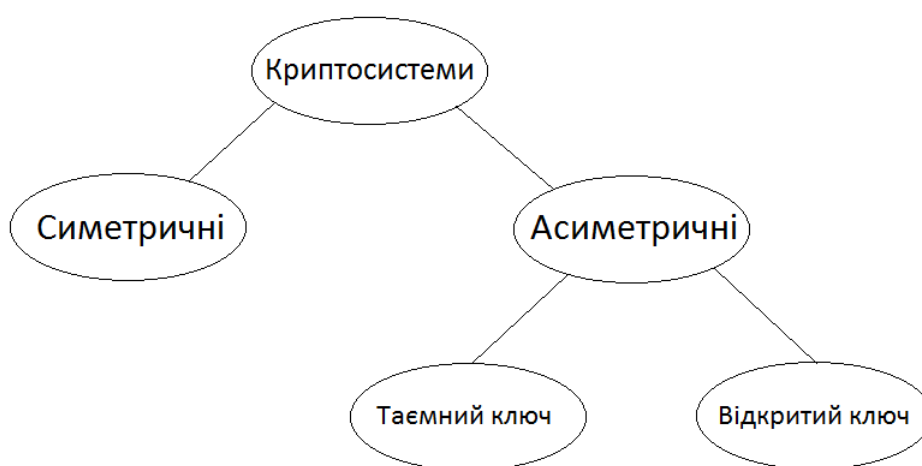 Криптосистеми
Симетричні
Асиметричні
Таємний ключ
Відкритий ключ